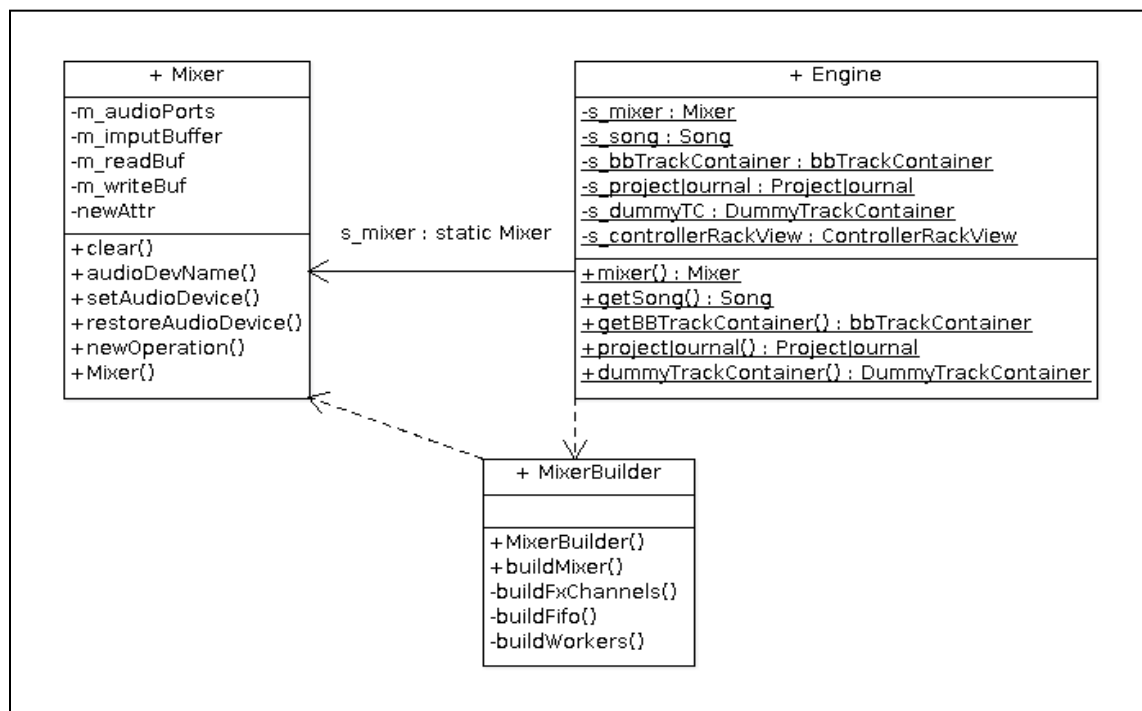 + Mixer
-m_audioPorts
-m_imputBuffer
-m_readBuf
-m_writeBuf
-newAttr
+clear()
+audioDevName()
+setAudioDevice()
+restoreAudioDevice()
+newOperation()
+Mixer()
s_mixer : static Mixer
+ Engine
-s_mixer : Mixer
-s_song : Song
-s_bbTrackContainer : bbTrackContainer
-s_projectJournal : ProjectJournal
-s_dummyTC : DummyTrackContainer
-s_controllerRackView : ControllerRackView
+mixer() : Mixer
+getSong() : Song
+getBBTrackContainer() : bbTrackContainer
+projectJournal() : ProjectJournal
+dummyTrackContainer() : DummyTrackContainer
+ MixerBuilder
+MixerBuilder()
+buildMixer()
-buildFxChannels()
-buildFifo()
-buildWorkers()